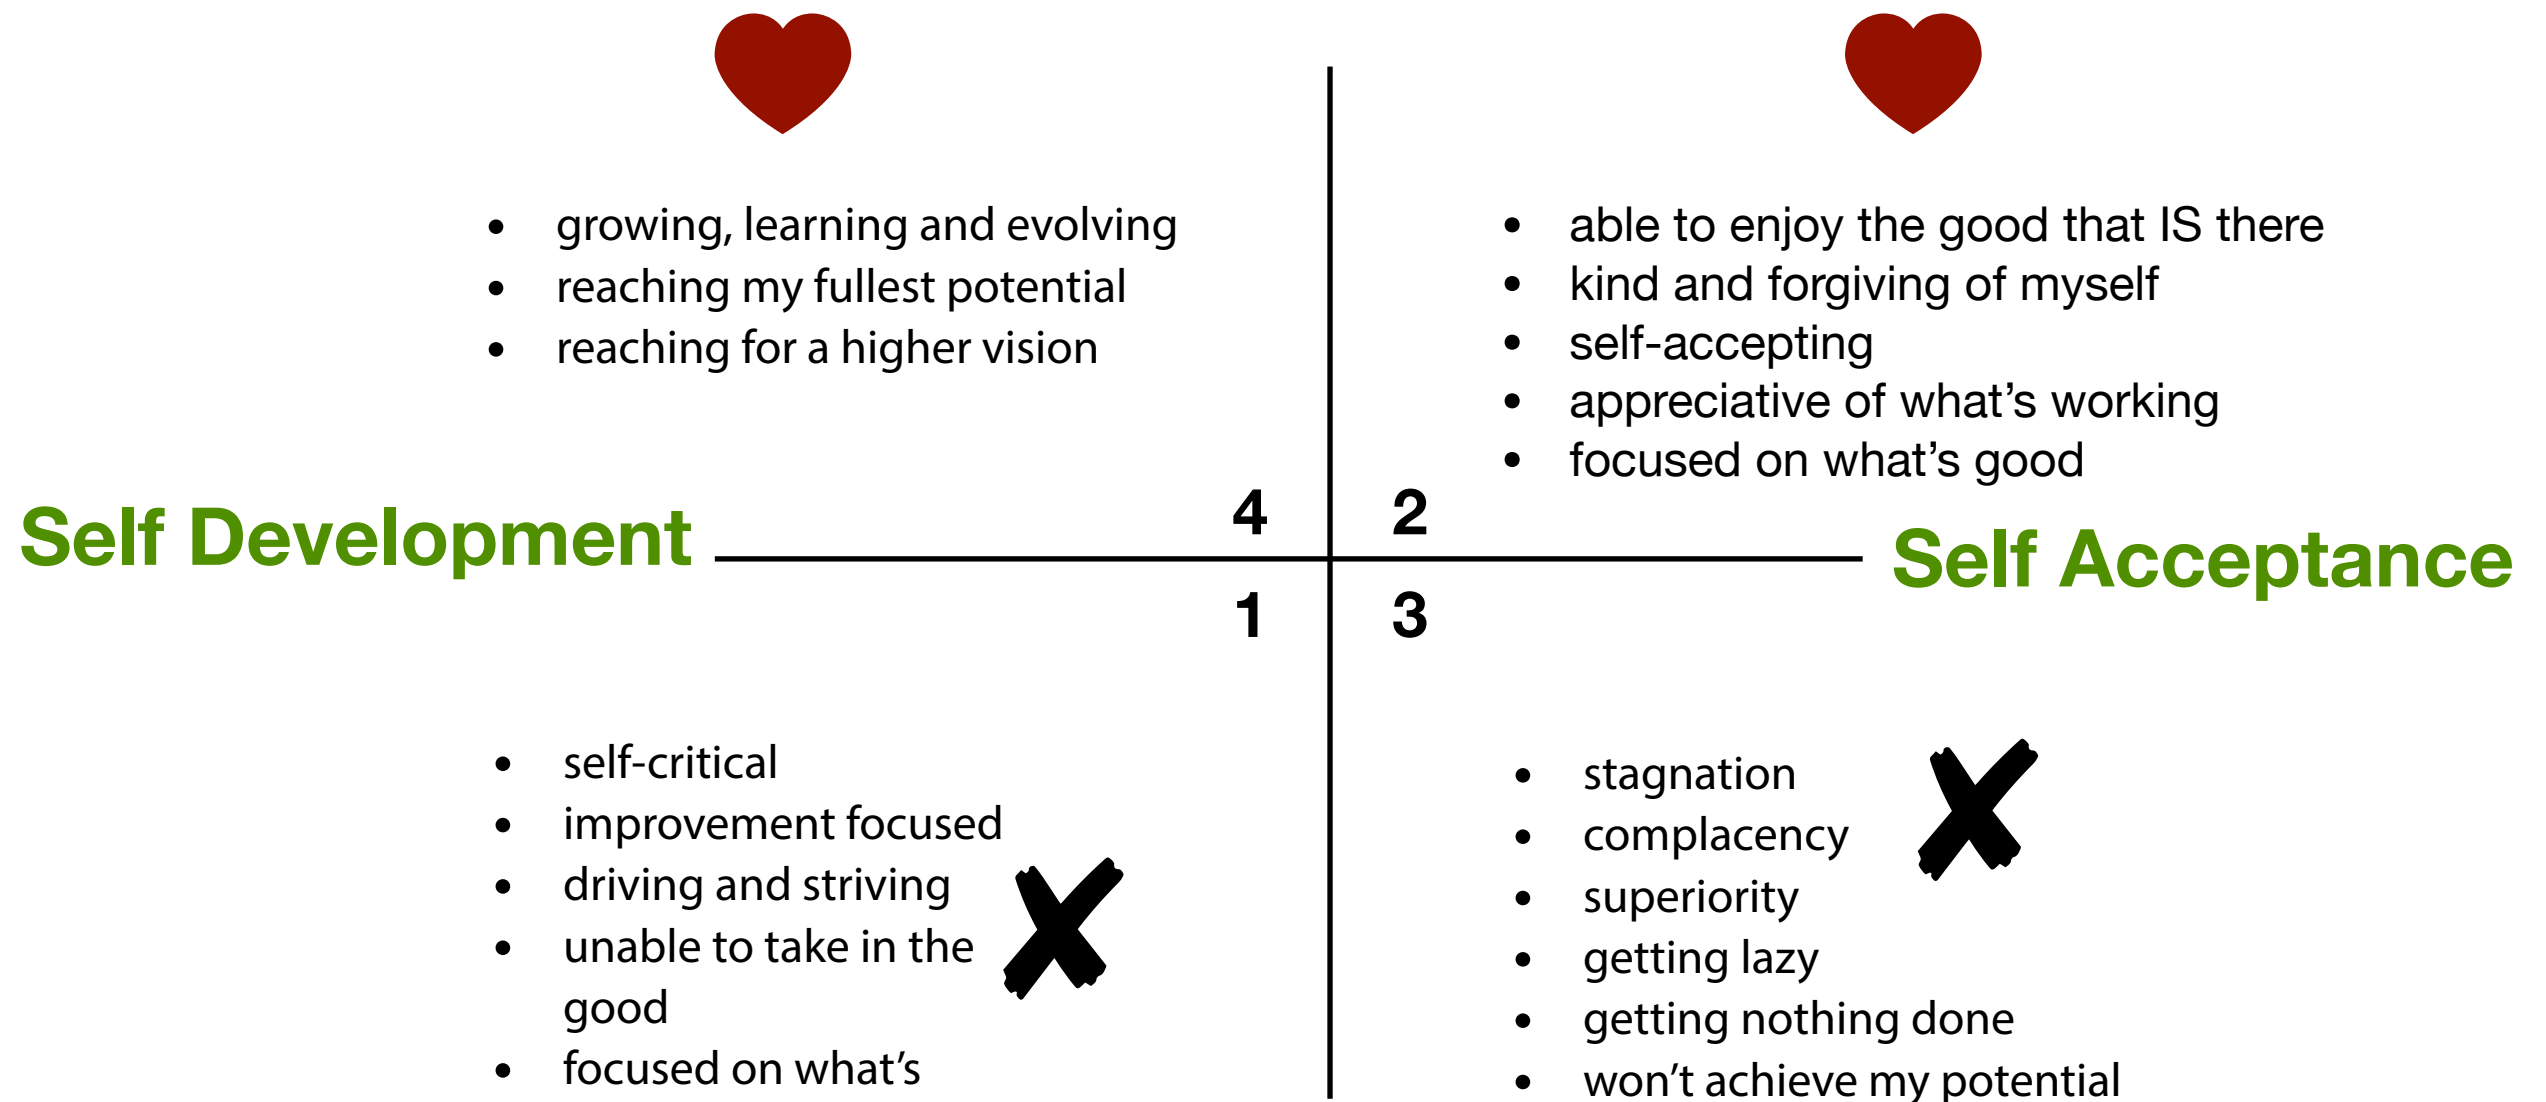 • growing, learning and evolving
• reaching my fullest potential
• reaching for a higher vision
• able to enjoy the good that IS there
• kind and forgiving of myself
• self-accepting
• appreciative of what’s working
• focused on what’s good
4
2
Self Development
Self Acceptance
1
3
• self-critical
• improvement focused
• driving and striving
• unable to take in the
good
• focused on what’s
• stagnation
• complacency
• superiority
• getting lazy
• getting nothing done
• won’t achieve my potential